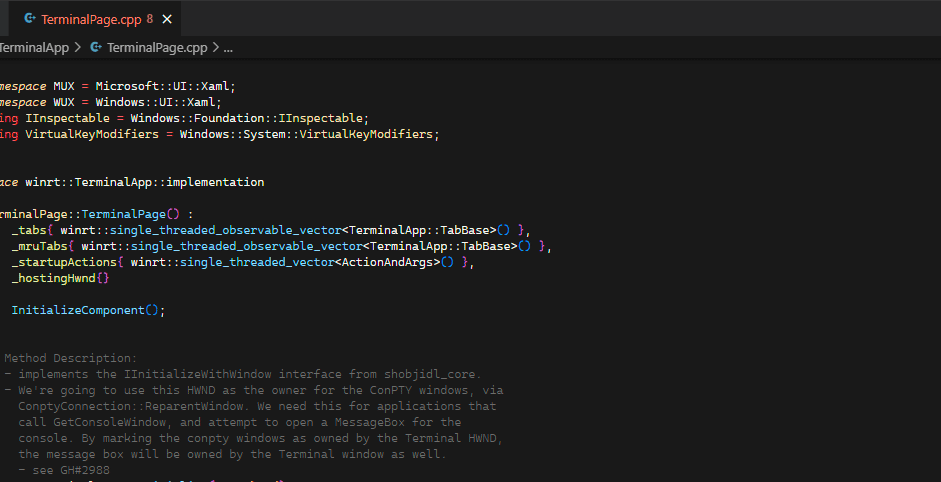 TerminalPage.cpp 8 ×
TerminalApp > TerminalPage.cpp > ...
mespace MUX = Microsoft::UI::Xaml;
mespace WUX = Windows::UI::Xaml;
ing IInspectable = Windows::Foundation::IInspectable;
ing VirtualKeyModifiers = Windows::System::VirtualKeyModifiers;
ace winrt::TerminalApp::implementation
rminalPage::TerminalPage() :
_tabs{ winrt::single_threaded_observable_vector<TerminalApp::TabBase>() },
_mruTabs{ winrt::single_threaded_observable_vector<TerminalApp::TabBase>() },
_startupActions{ winrt::single_threaded_vector<ActionAndArgs>() },
_hostingHwnd{}
InitializeComponent();
Method Description:
- implements the IInitializeWithWindow interface from shobjidl_core.
- We're going to use this HWND as the owner for the ConPTY windows, via
ConptyConnection::ReparentWindow. We need this for applications that
call GetConsoleWindow, and attempt to open a MessageBox for the
console. By marking the conpty windows as owned by the Terminal HWND,
the message box will be owned by the Terminal window as well.
- see GH#2988